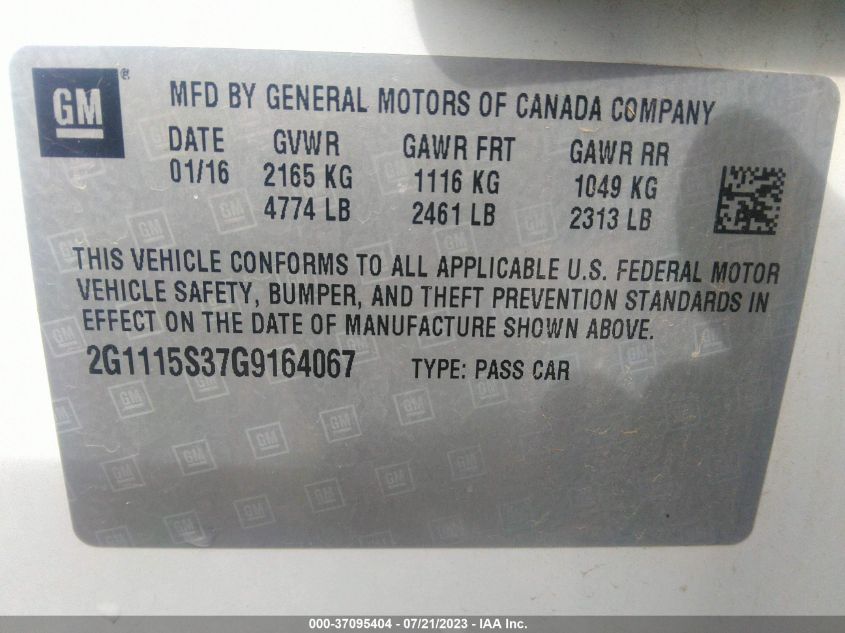 GM®
MFD BY GENERAL MOTORS OF CANADA COMPANY
DATE GVWR GAWR FRT GAWR RR
01/16 2165 KG 1116 KG 1049 KG
4774 LB 2461 LB 2313 LB
THIS VEHICLE CONFORMS TO ALL APPLICABLE U.S. FEDERAL MOTOR
VEHICLE SAFETY, BUMPER, AND THEFT PREVENTION STANDARDS IN
EFFECT ON THE DATE OF MANUFACTURE SHOWN ABOVE.
2G1115S37G9164067 TYPE: PASS CAR
000-37095404 - 07/21/2023 - IAA Inc.